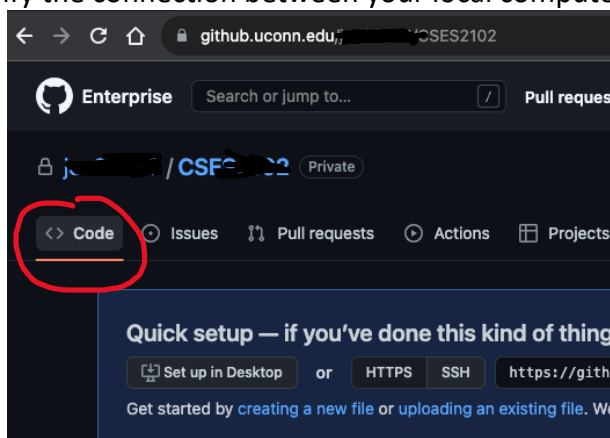 the connection between your local compute
github.uconn.edu/ CSES2102
Enterprise Search or jump to... / Pull reques
/ Private
<> Code Issues Pull requests Actions Projects
Quick setup — if you've done this kind of thing
Set up in Desktop or HTTPS SSH https://gith
Get started by creating a new file or uploading an existing file. We